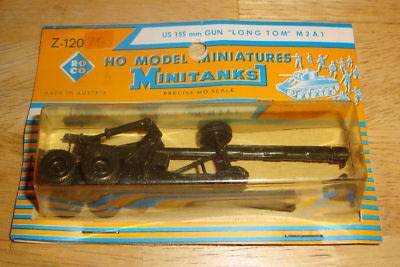 US 155 mm GUN "LONG TOM" M2A1
Z-120
ROCO
HO MODEL MINIATURES
MINITANKS
MADE IN AUSTRIA
PRECISE HO SCALE